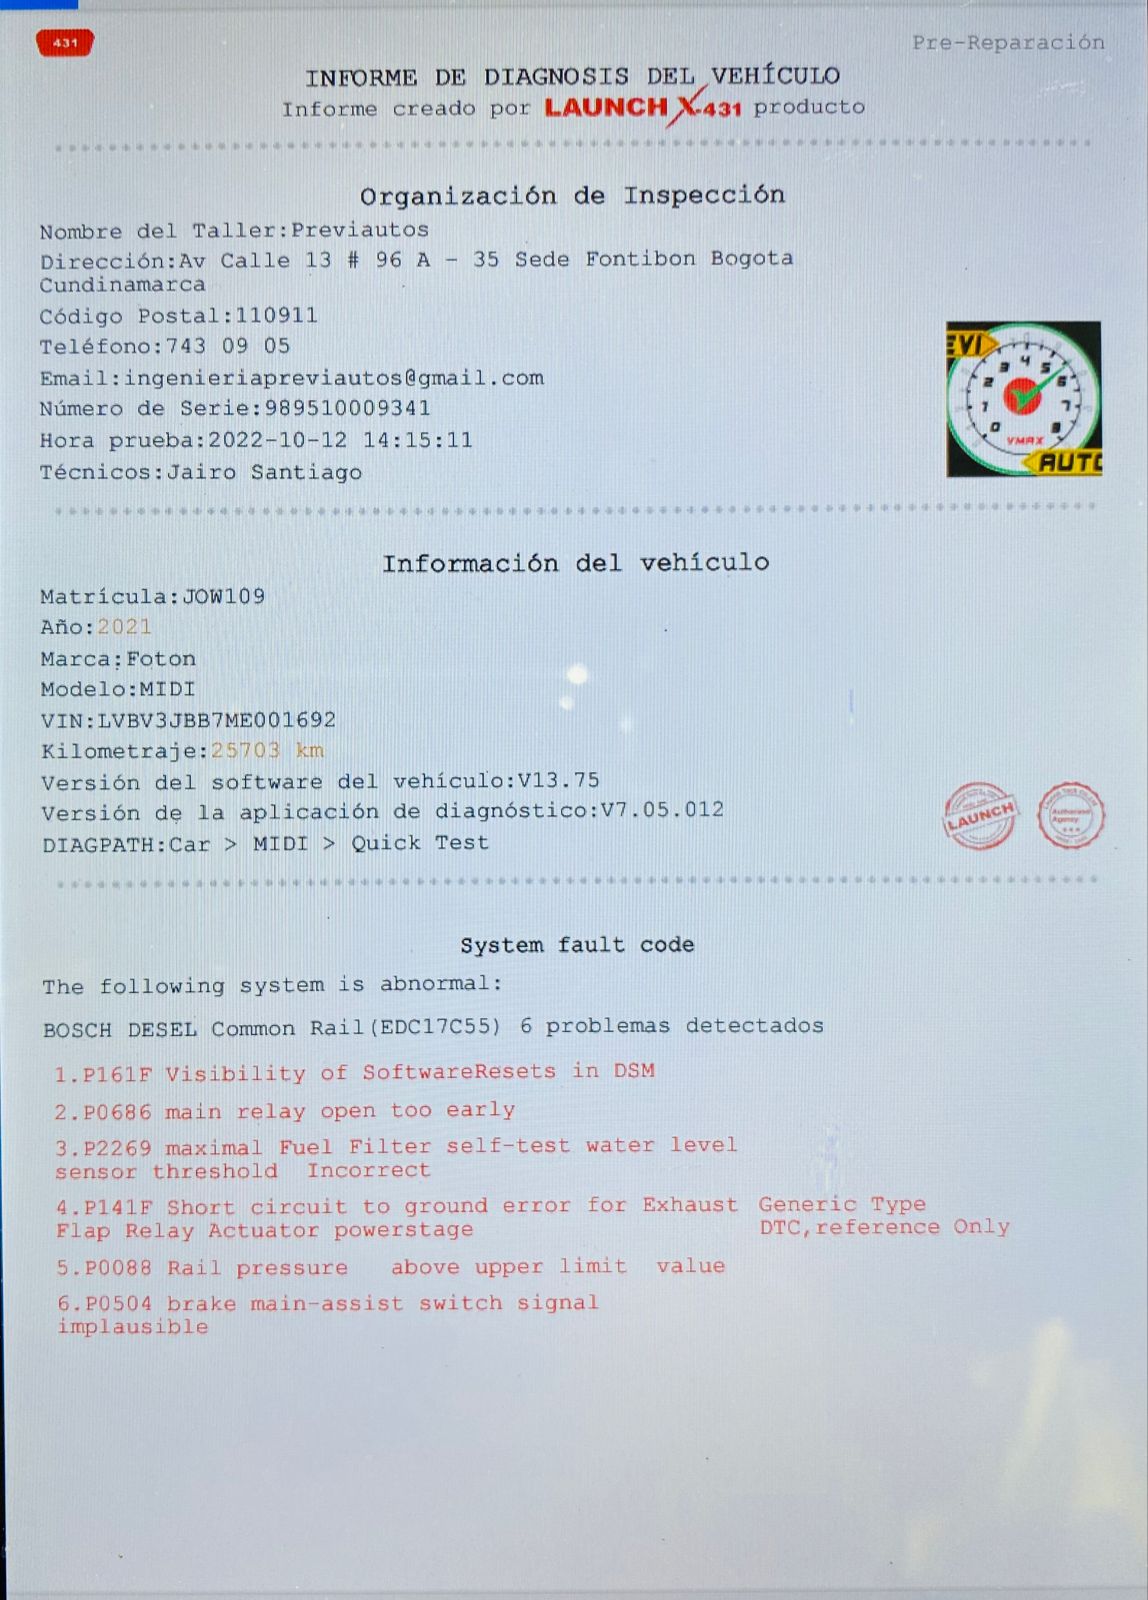 431
Pre-Reparación
INFORME DE DIAGNOSIS DEL VEHÍCULO
Informe creado por LAUNCH X-431 producto
Organización de Inspección
Nombre del Taller:Previautos
Dirección:Av Calle 13 # 96 A - 35 Sede Fontibon Bogota
Cundinamarca
Código Postal:110911
Teléfono:743 09 05
Email:ingenieriapreviautos@gmail.com
Número de Serie:989510009341
Hora prueba:2022-10-12 14:15:11
Técnicos:Jairo Santiago
EVI
0 1 2 3 4 5 6 7 8
VMAX
AUTO
Información del vehículo
Matrícula:JOW109
Año:2021
Marca:Foton
Modelo:MIDI
VIN:LVBV3JBB7ME001692
Kilometraje:25703 km
Versión del software del vehículo:V13.75
Versión de la aplicación de diagnóstico:V7.05.012
DIAGPATH:Car > MIDI > Quick Test
LAUNCH
Authorized
Agency
System fault code
The following system is abnormal:
BOSCH DESEL Common Rail(EDC17C55) 6 problemas detectados
1.P161F Visibility of SoftwareResets in DSM
2.P0686 main relay open too early
3.P2269 maximal Fuel Filter self-test water level
sensor threshold Incorrect
4.P141F Short circuit to ground error for Exhaust Generic Type
Flap Relay Actuator powerstage DTC,reference Only
5.P0088 Rail pressure above upper limit value
6.P0504 brake main-assist switch signal
implausible